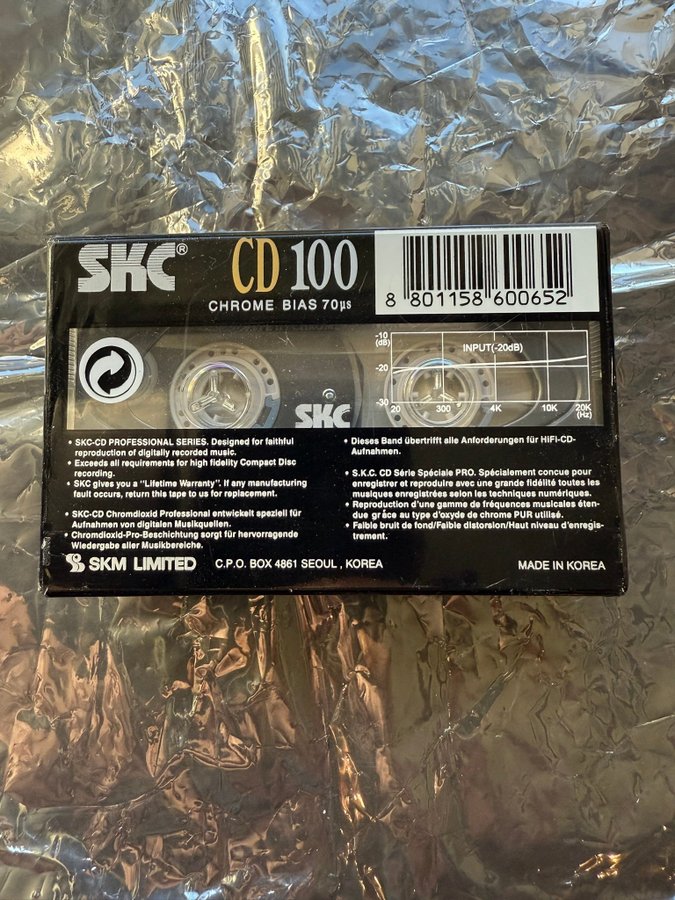 SKC®
CD 100
CHROME BIAS 70µs
8 801158 600652
-10
(dB)
-20
-30
INPUT(-20dB)
20 300 4K 10K 20K
(Hz)
SKC
• SKC-CD PROFESSIONAL SERIES. Designed for faithful
reproduction of digitally recorded music.
• Exceeds all requirements for high fidelity Compact Disc
recording.
• SKC gives you a "Lifetime Warranty". If any manufacturing
fault occurs, return this tape to us for replacement.
• SKC-CD Chromdioxid Professional entwickelt speziell für
Aufnahmen von digitalen Musikquellen.
• Chromdioxid-Pro-Beschichtung sorgt für hervorragende
Wiedergabe aller Musikbereiche.
• Dieses Band übertrifft alle Anforderungen für HiFi-CD-
Aufnahmen.
• S.K.C. CD Série Spéciale PRO. Spécialement concue pour
enregistrer et reproduire avec une grande fidélité toutes les
musiques enregistrées selon les techniques numériques.
• Reproduction d'une gamme de fréquences musicales éten-
due grâce au type d'oxyde de chrome PUR utilisé.
• Faible bruit de fond/Faible distorsion/Haut niveau d'enregis-
trement.
SKM LIMITED
C.P.O. BOX 4861 SEOUL , KOREA
MADE IN KOREA